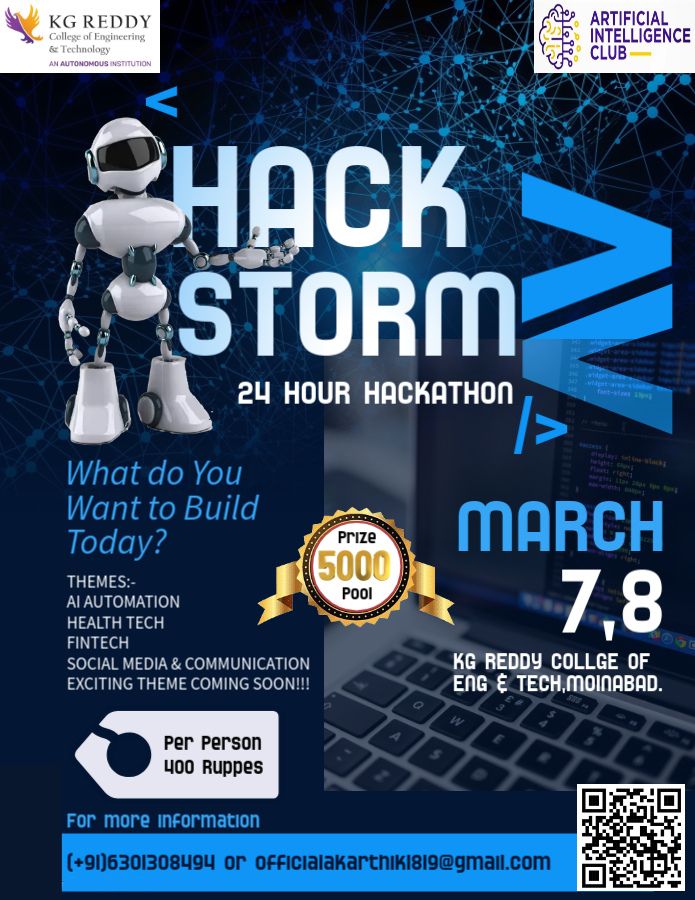 KG REDDY
College of Engineering
& Technology
AN AUTONOMOUS INSTITUTION
ARTIFICIAL
INTELLIGENCE
CLUB
<
HACK
STORM
24 HOUR HACKATHON
/>
What do You
Want to Build
Today?
THEMES:-
AI AUTOMATION
HEALTH TECH
FINTECH
SOCIAL MEDIA & COMMUNICATION
EXCITING THEME COMING SOON!!!
Prize
5000
Pool
MARCH
7,8
KG REDDY COLLGE OF
ENG & TECH,MOINABAD.
Per Person
400 Ruppes
For more information
(+91)6301308494 or officialakarthik1819@gmail.com